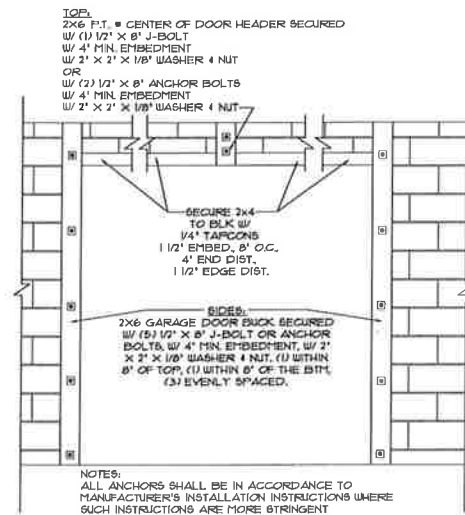 TOP:
2X6 P.T. @ CENTER OF DOOR HEADER SECURED
W/ (1) 1/2" X 8" J-BOLT
W/ 4" MIN. EMBEDMENT
W/ 2" X 2" X 1/8" WASHER & NUT
OR
W/ (2) 1/2" X 8" ANCHOR BOLTS
W/ 4" MIN. EMBEDMENT
W/ 2" X 2" X 1/8" WASHER & NUT
SECURE 2x4
TO BLK W/
1/4" TAPCONS
1 1/2" EMBED., 8" O.C.,
4" END DIST.,
1 1/2" EDGE DIST.
SIDES:
2X6 GARAGE DOOR BUCK SECURED
W/ (5) 1/2" X 8" J-BOLT OR ANCHOR
BOLTS, W/ 4" MIN. EMBEDMENT, W/ 2"
X 2" X 1/8" WASHER & NUT. (1) WITHIN
8" OF TOP, (1) WITHIN 8" OF THE BTM,
(3) EVENLY SPACED.
NOTES:
ALL ANCHORS SHALL BE IN ACCORDANCE TO
MANUFACTURER'S INSTALLATION INSTRUCTIONS WHERE
SUCH INSTRUCTIONS ARE MORE STRINGENT